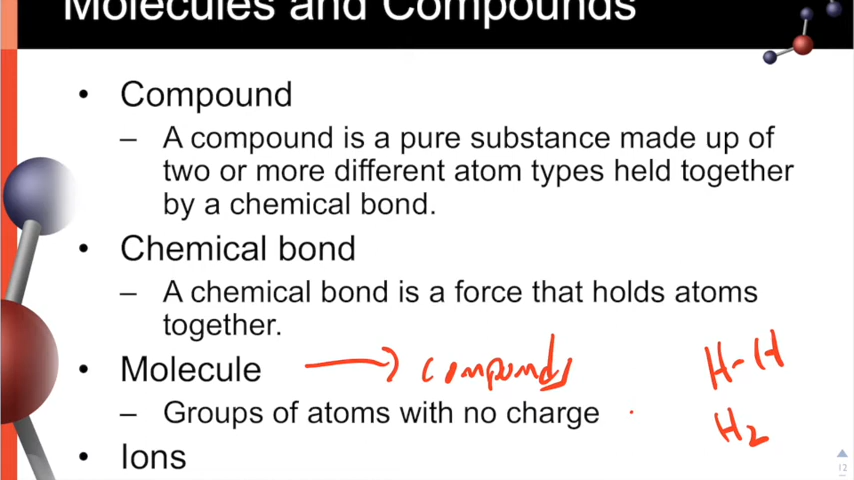 Molecules and Compounds
• Compound
– A compound is a pure substance made up of
two or more different atom types held together
by a chemical bond.
• Chemical bond
– A chemical bond is a force that holds atoms
together.
• Molecule → compounds
H-H
– Groups of atoms with no charge
H2
• Ions
12